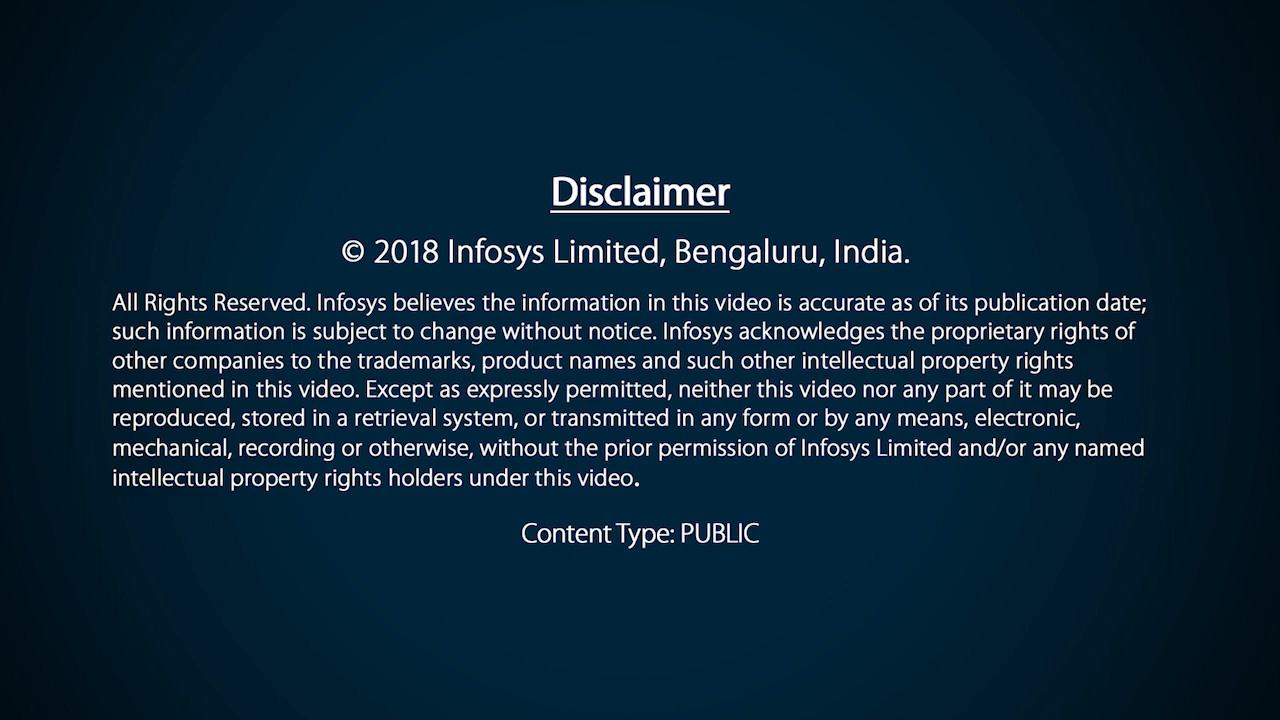 Disclaimer
© 2018 Infosys Limited, Bengaluru, India.
All Rights Reserved. Infosys believes the information in this video is accurate as of its publication date;
such information is subject to change without notice. Infosys acknowledges the proprietary rights of
other companies to the trademarks, product names and such other intellectual property rights
mentioned in this video. Except as expressly permitted, neither this video nor any part of it may be
reproduced, stored in a retrieval system, or transmitted in any form or by any means, electronic,
mechanical, recording or otherwise, without the prior permission of Infosys Limited and/or any named
intellectual property rights holders under this video.
Content Type: PUBLIC